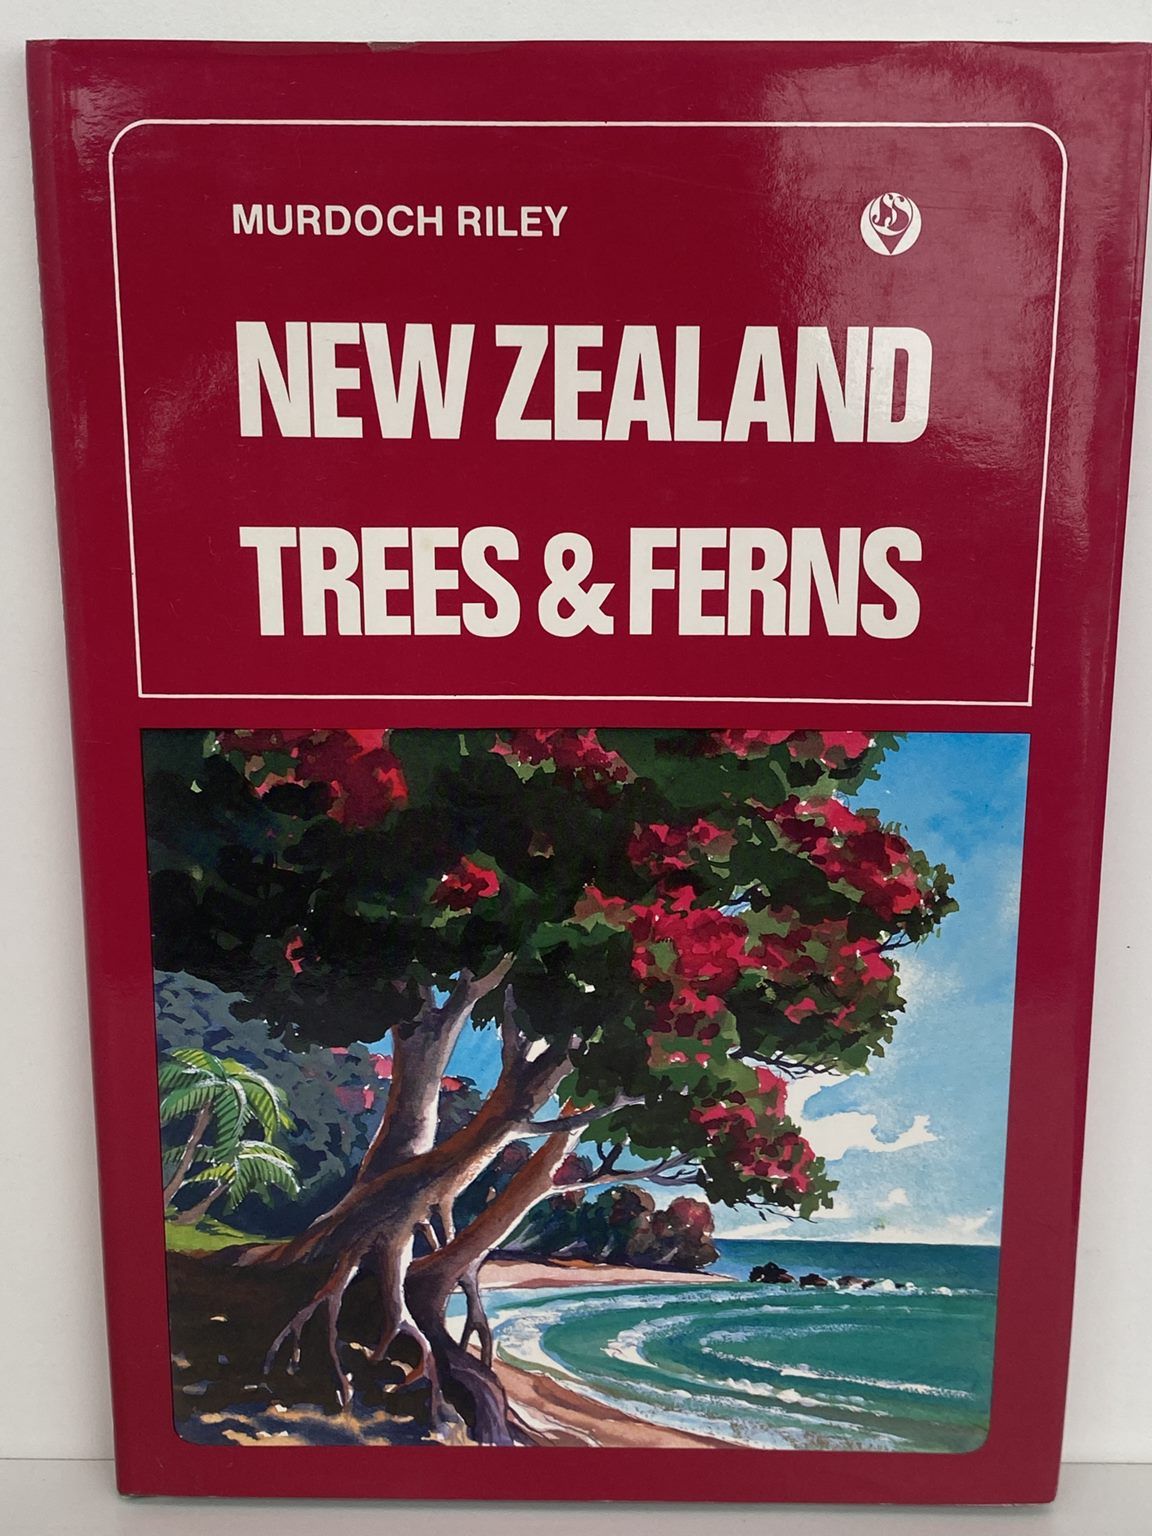 MURDOCH RILEY
NEW ZEALAND
TREES & FERNS